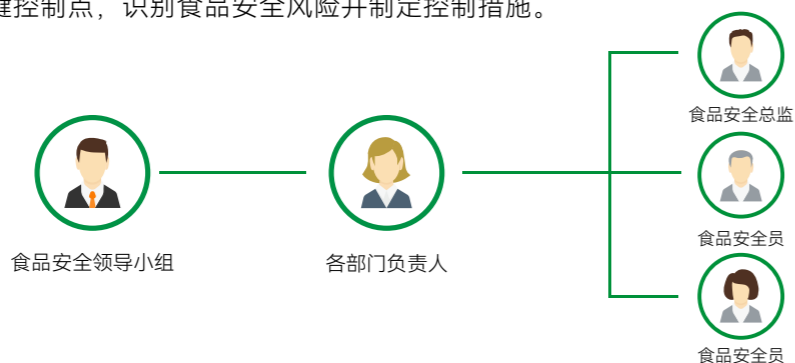 键控制点，识别食品安全风险并制定控制措施。
食品安全领导小组
各部门负责人
食品安全总监
食品安全员
食品安全员